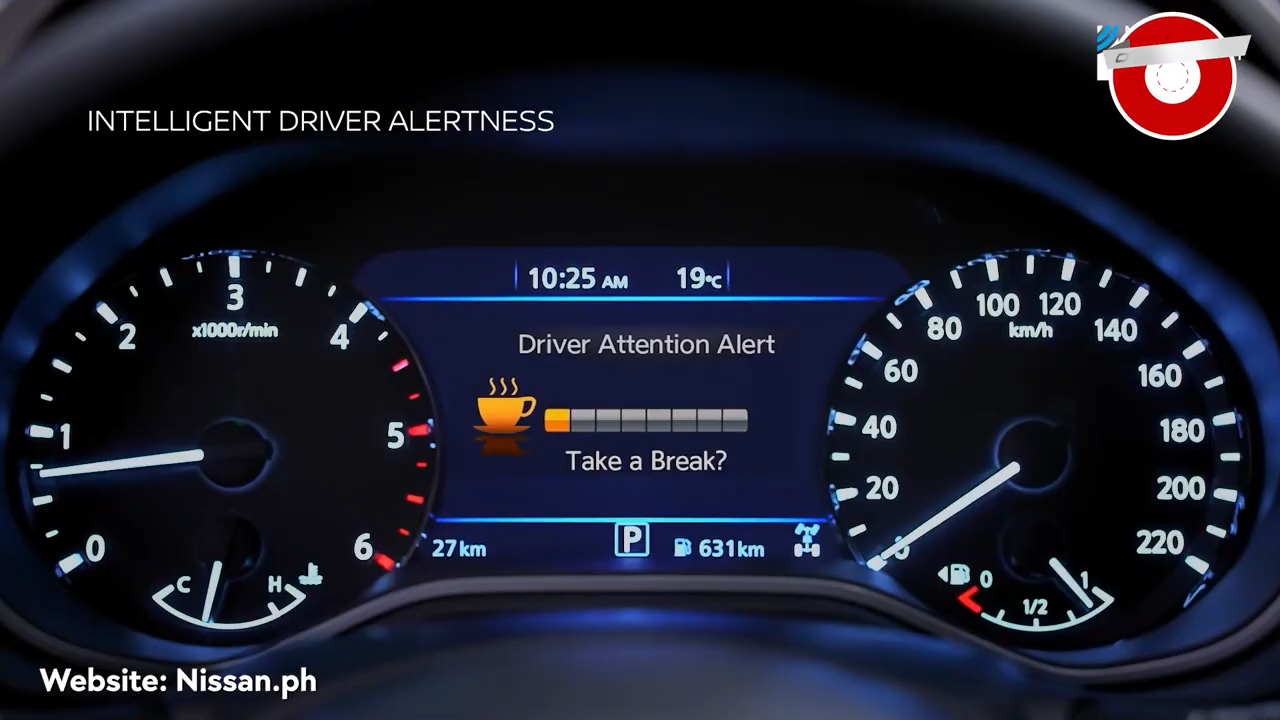 INTELLIGENT DRIVER ALERTNESS
10:25 AM 19°C
Driver Attention Alert
Take a Break?
27 km P 631km
0 1 2 3 4 5 6
x1000r/min
C H
0 20 40 60 80 100 120 140 160 180 200 220
km/h
0 1/2 1
Website: Nissan.ph